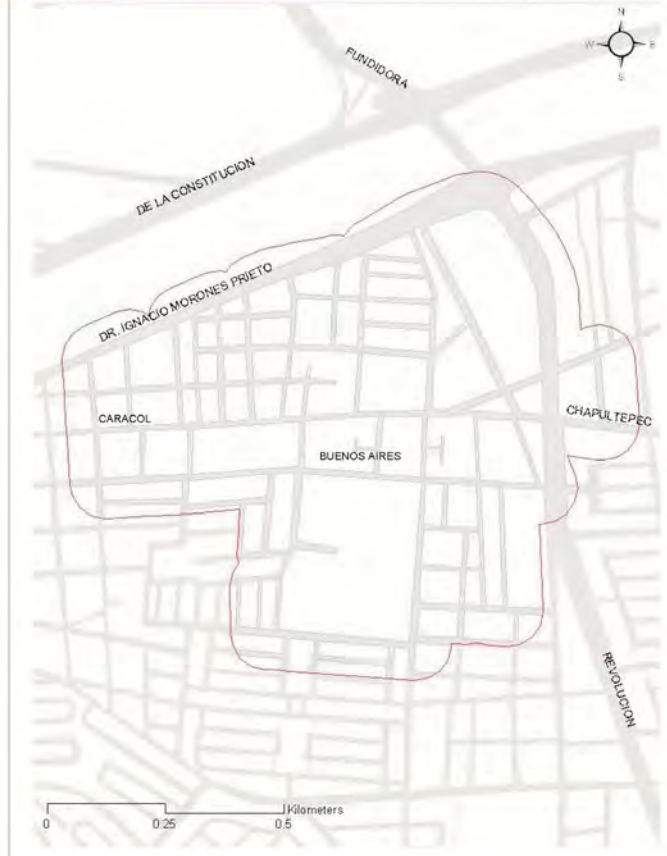 N
W
E
S
FUNDIDORA
DE LA CONSTITUCION
DR. IGNACIO MORONES PRIETO
CARACOL
CHAPULTEPEC
BUENOS AIRES
REVOLUCION
Kilometers
0
0.25
0.5